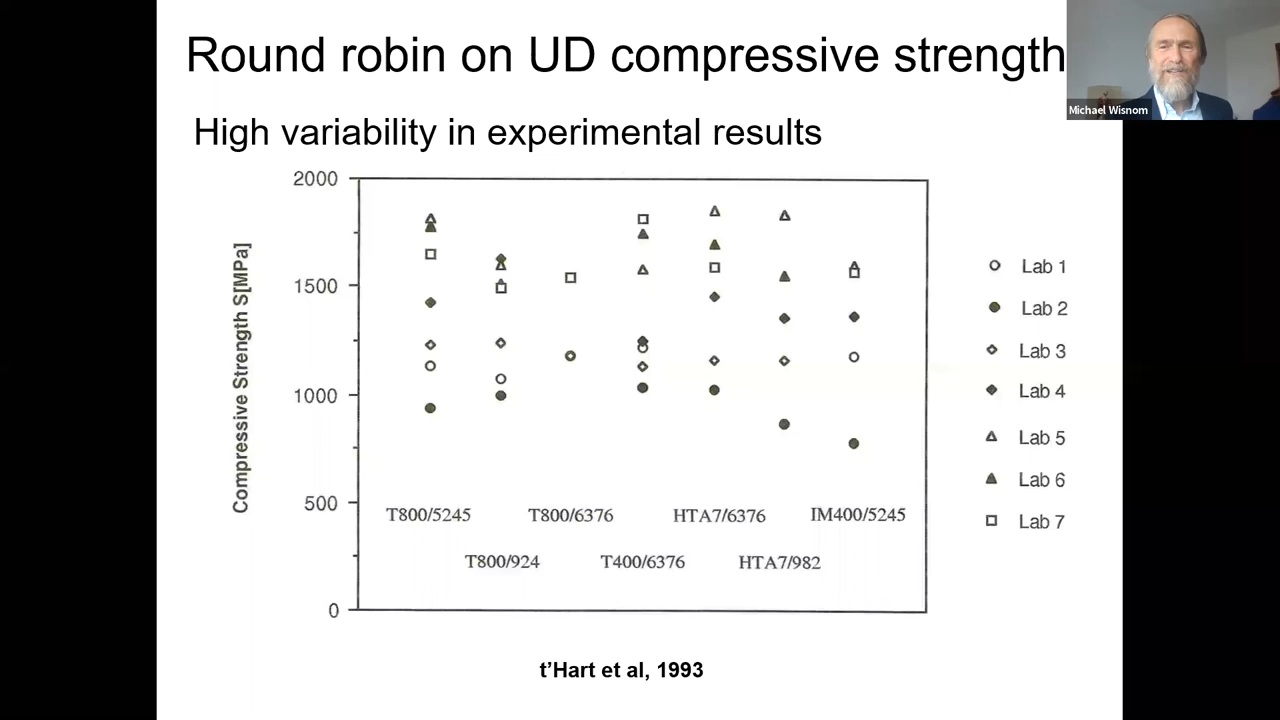 Round robin on UD compressive strength
Michael Wisnom
High variability in experimental results
2000
1500
1000
500
0
Compressive Strength S[MPa]
T800/5245
T800/6376
HTA7/6376
IM400/5245
T800/924
T400/6376
HTA7/982
Lab 1
Lab 2
Lab 3
Lab 4
Lab 5
Lab 6
Lab 7
t’Hart et al, 1993